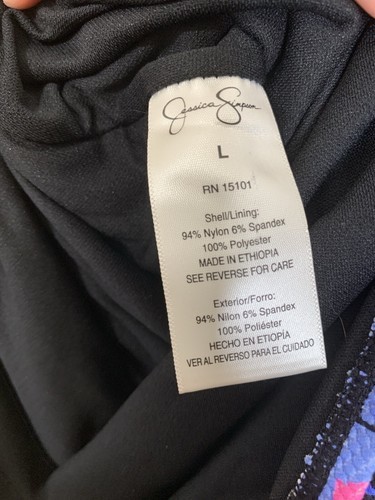 Jessica Simpson
L
RN 15101
Shell/Lining:
94% Nylon 6% Spandex
100% Polyester
MADE IN ETHIOPIA
SEE REVERSE FOR CARE
Exterior/Forro:
94% Nilon 6% Spandex
100% Poliéster
HECHO EN ETIOPÍA
VER AL REVERSO PARA EL CUIDADO